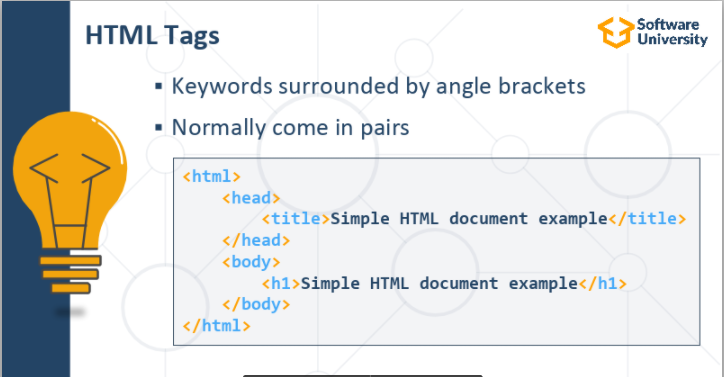 HTML Tags
Software
University
▪ Keywords surrounded by angle brackets
▪ Normally come in pairs
<html>
    <head>
        <title>Simple HTML document example</title>
    </head>
    <body>
        <h1>Simple HTML document example</h1>
    </body>
</html>